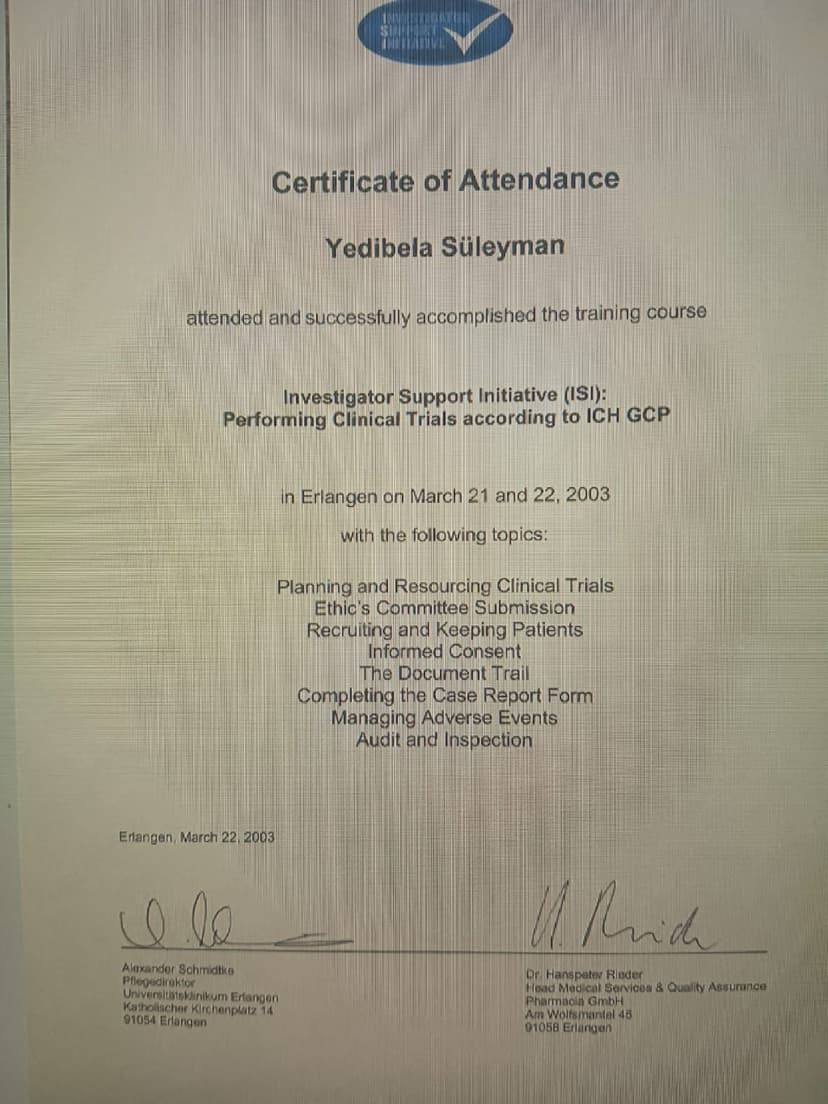 INVESTIGATOR
SUPPORT
INITIATIVE
Certificate of Attendance
Yedibela Süleyman
attended and successfully accomplished the training course
Investigator Support Initiative (ISI):
Performing Clinical Trials according to ICH GCP
in Erlangen on March 21 and 22, 2003
with the following topics:
Planning and Resourcing Clinical Trials
Ethic's Committee Submission
Recruiting and Keeping Patients
Informed Consent
The Document Trail
Completing the Case Report Form
Managing Adverse Events
Audit and Inspection
Erlangen, March 22, 2003
Alexander Schmidtke
Pflegedirektor
Universitätsklinikum Erlangen
Katholischer Kirchenplatz 14
91054 Erlangen
Dr. Hanspeter Rieder
Head Medical Services & Quality Assurance
Pharmacia GmbH
Am Wolfsmantel 46
91058 Erlangen